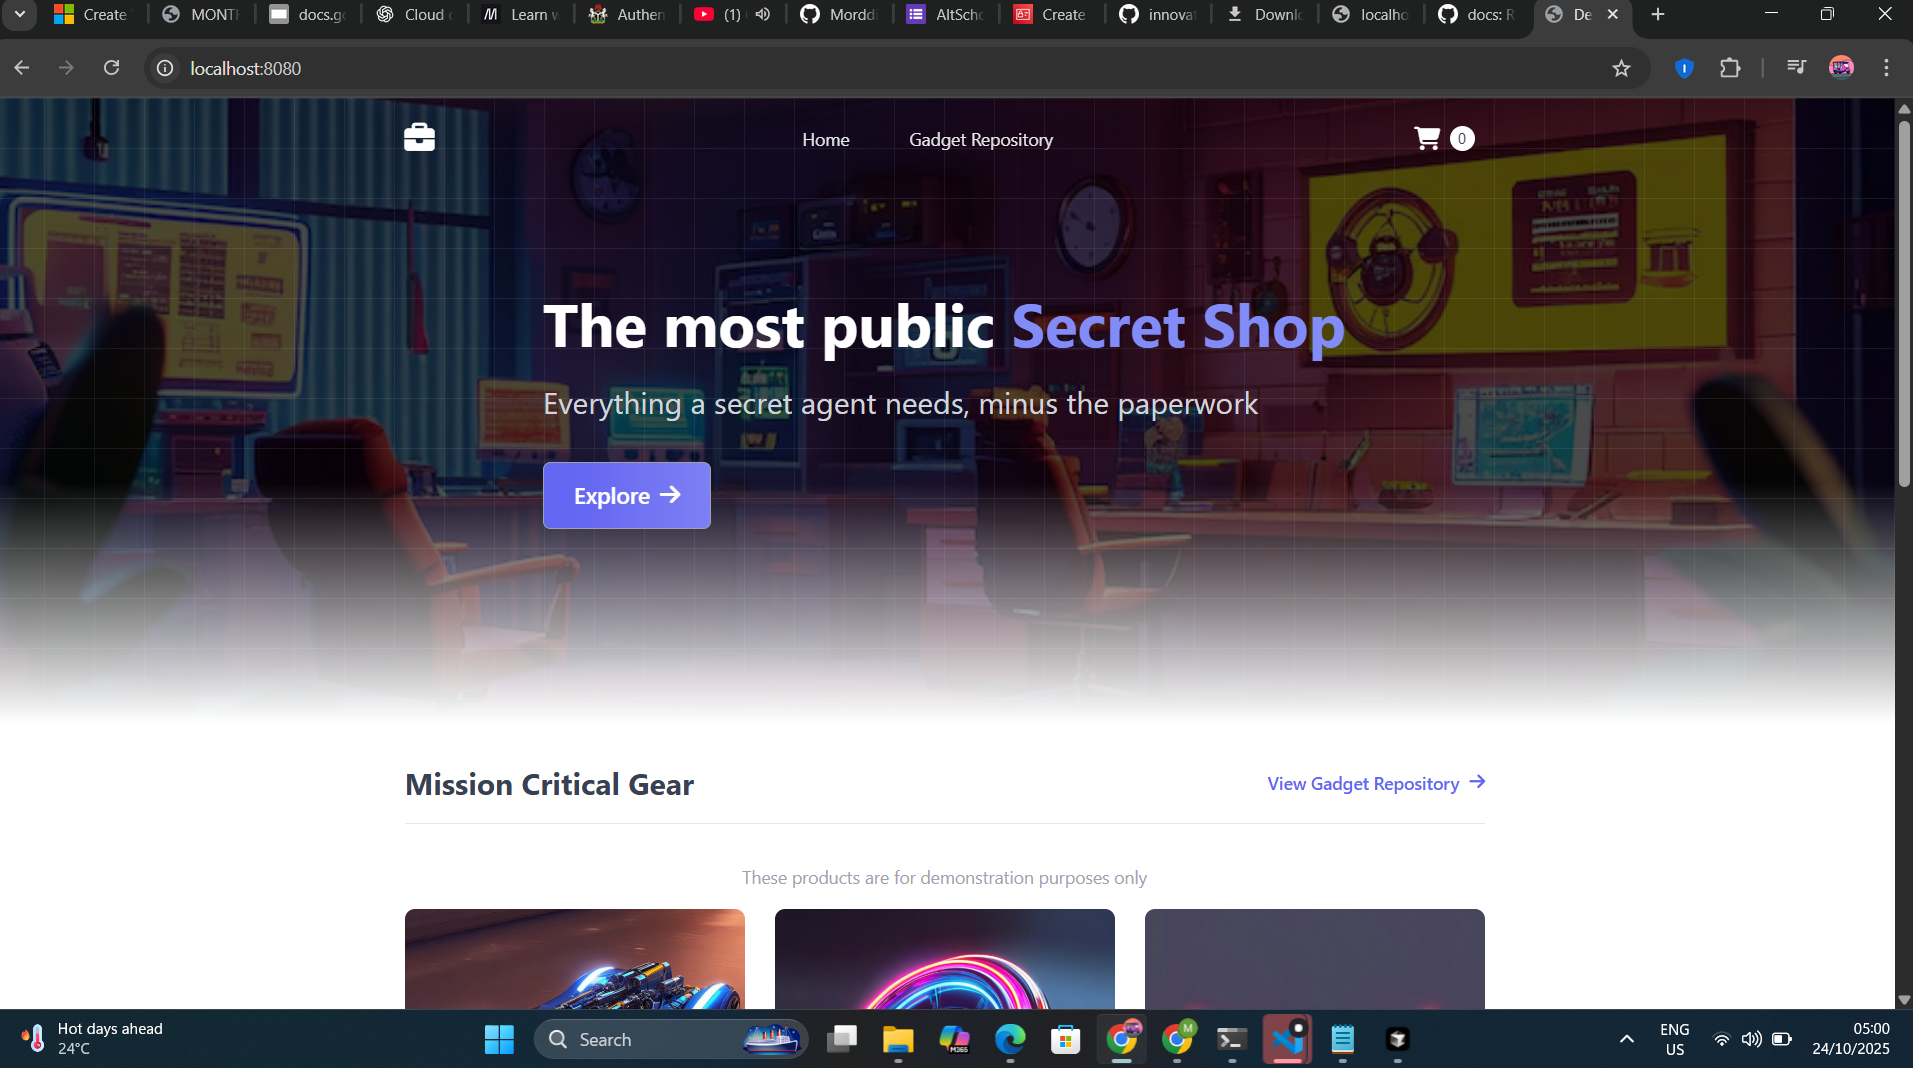 Create
MONT
docs.g
Cloud
Learn w
Authen
(1)
Mordd
AltScho
Create
innova
Downl
localho
docs: R
De
localhost:8080
Home
Gadget Repository
0
The most public Secret Shop
Everything a secret agent needs, minus the paperwork
Explore
Mission Critical Gear
View Gadget Repository
These products are for demonstration purposes only
Hot days ahead
24°C
Search
M365
M
ENG
US
05:00
24/10/2025